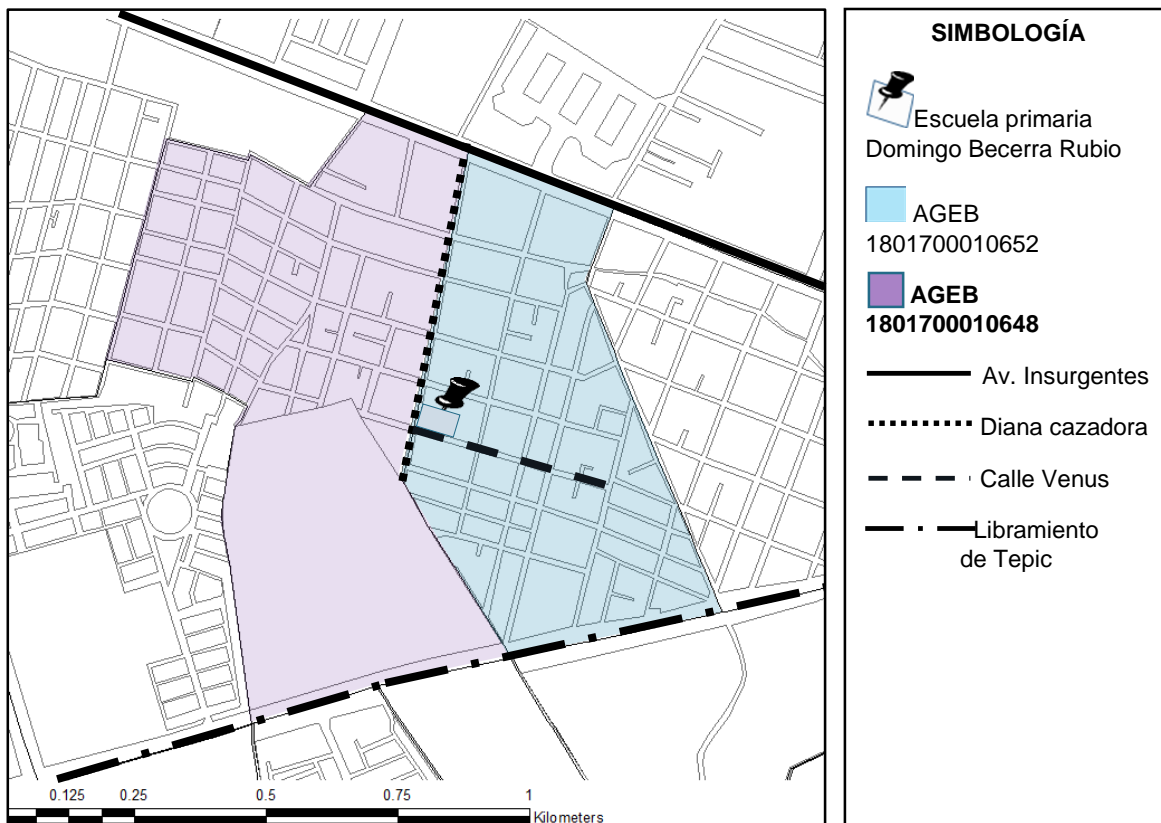 SIMBOLOGÍA
Escuela primaria
Domingo Becerra Rubio
AGEB
1801700010652
AGEB
1801700010648
Av. Insurgentes
Diana cazadora
Calle Venus
Libramiento
de Tepic
0.125 0.25 0.5 0.75 1
Kilometers